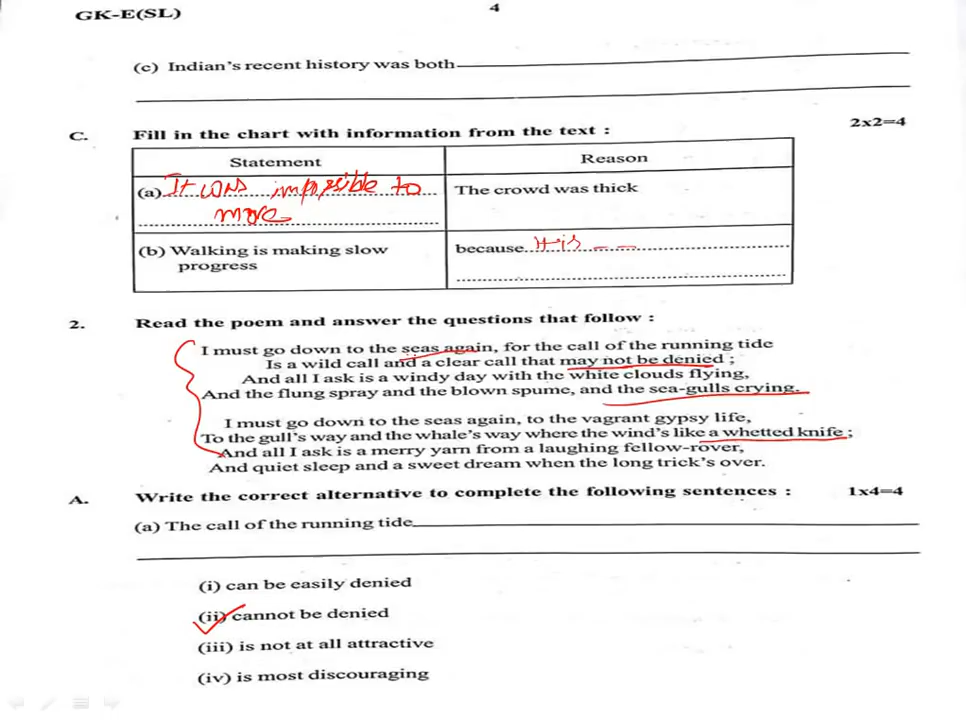 GK-E(SL)
4
(c) Indian's recent history was both
C. Fill in the chart with information from the text : 2x2=4
Statement Reason
(a) It was impossible to The crowd was thick
move
(b) Walking is making slow because It is
progress
2. Read the poem and answer the questions that follow :
I must go down to the seas again, for the call of the running tide
Is a wild call and a clear call that may not be denied ;
And all I ask is a windy day with the white clouds flying,
And the flung spray and the blown spume, and the sea-gulls crying.
I must go down to the seas again, to the vagrant gypsy life,
To the gull's way and the whale's way where the wind's like a whetted knife ;
And all I ask is a merry yarn from a laughing fellow-rover,
And quiet sleep and a sweet dream when the long trick's over.
A. Write the correct alternative to complete the following sentences : 1x4=4
(a) The call of the running tide
(i) can be easily denied
(ii) cannot be denied
(iii) is not at all attractive
(iv) is most discouraging